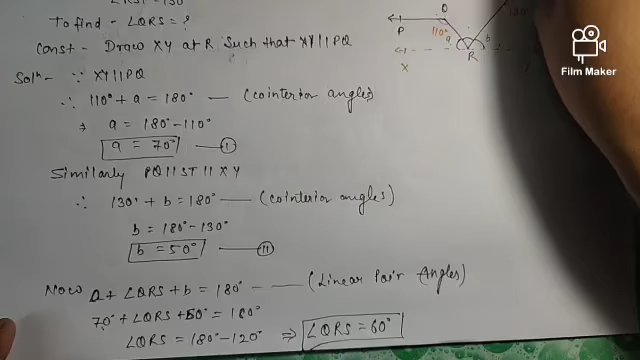 ∠RST=130°
To find - ∠QRS = ?
Const - Draw XY at R Such that XY||PQ
Solⁿ- ∵ XY||PQ
∴ 110° + a = 180° — (cointerior angles)
→ a = 180° - 110°
a = 70° — I
Similarly PQ||ST||XY
∴ 130° + b = 180° — (cointerior angles)
b = 180° - 130°
b = 50° — II
Now a + ∠QRS + b = 180° - — (Linear Pair Angles)
70° + ∠QRS + 50° = 180°
∠QRS = 180° - 120° ⇒ ∠QRS = 60°
P Q
110° 130°
a b
R
X
Film Maker